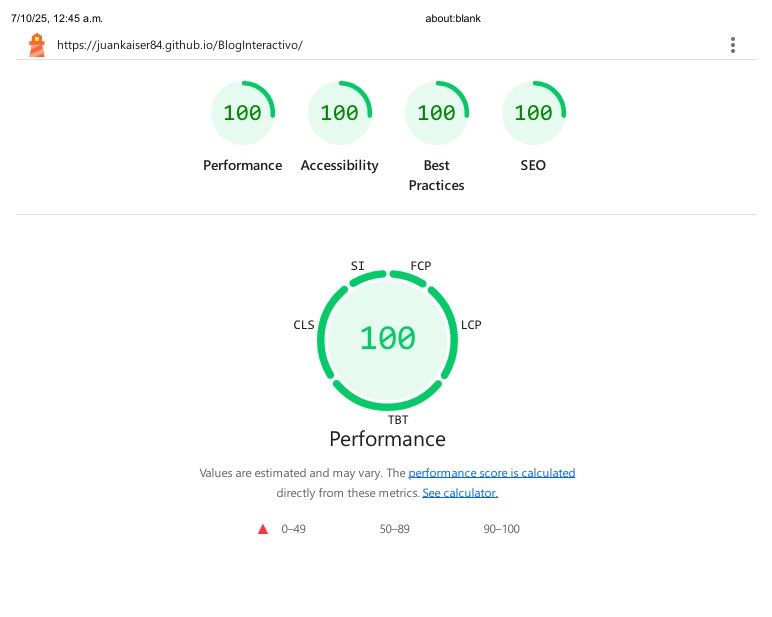 7/10/25, 12:45 a.m. about:blank
https://juankaiser84.github.io/BlogInteractivo/
100 100 100 100
Performance Accessibility Best Practices SEO
SI FCP
CLS LCP
100
TBT
Performance
Values are estimated and may vary. The performance score is calculated
directly from these metrics. See calculator.
0–49 50–89 90–100